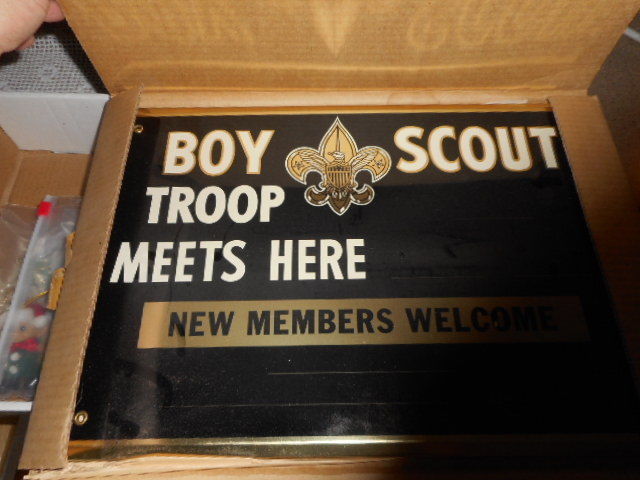 BOY SCOUT
TROOP
MEETS HERE
NEW MEMBERS WELCOME